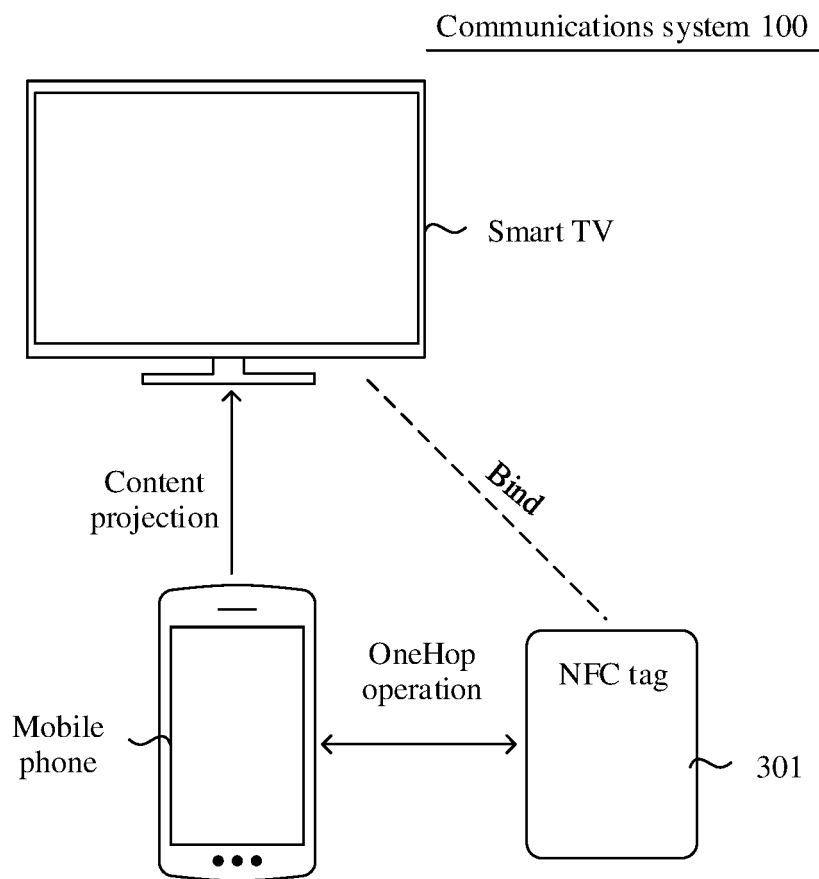 Communications system 100
Smart TV
Content
projection
Bind
OneHop
operation
NFC tag
Mobile
phone
301